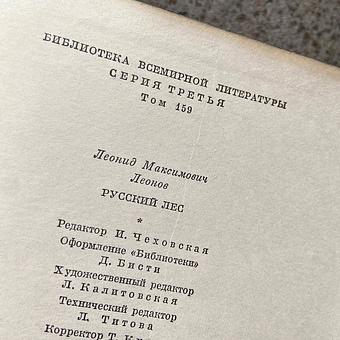 БИБЛИОТЕКА ВСЕМИРНОЙ ЛИТЕРАТУРЫ
СЕРИЯ ТРЕТЬЯ
Том 159
Леонид Максимович
Леонов
РУССКИЙ ЛЕС
*
Редактор И. Чеховская
Оформление «Библиотеки»
Д. Бисти
Художественный редактор
Л. Калитовская
Технический редактор
Л. Титова
Корректор Т.